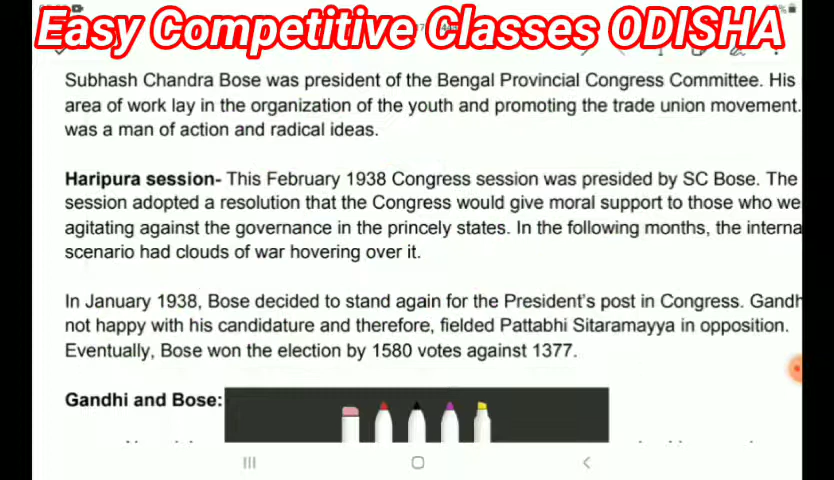 Easy Competitive Classes ODISHA
Subhash Chandra Bose was president of the Bengal Provincial Congress Committee. His
area of work lay in the organization of the youth and promoting the trade union movement.
was a man of action and radical ideas.
Haripura session- This February 1938 Congress session was presided by SC Bose. The
session adopted a resolution that the Congress would give moral support to those who we
agitating against the governance in the princely states. In the following months, the interna
scenario had clouds of war hovering over it.
In January 1938, Bose decided to stand again for the President's post in Congress. Gandh
not happy with his candidature and therefore, fielded Pattabhi Sitaramayya in opposition.
Eventually, Bose won the election by 1580 votes against 1377.
Gandhi and Bose: